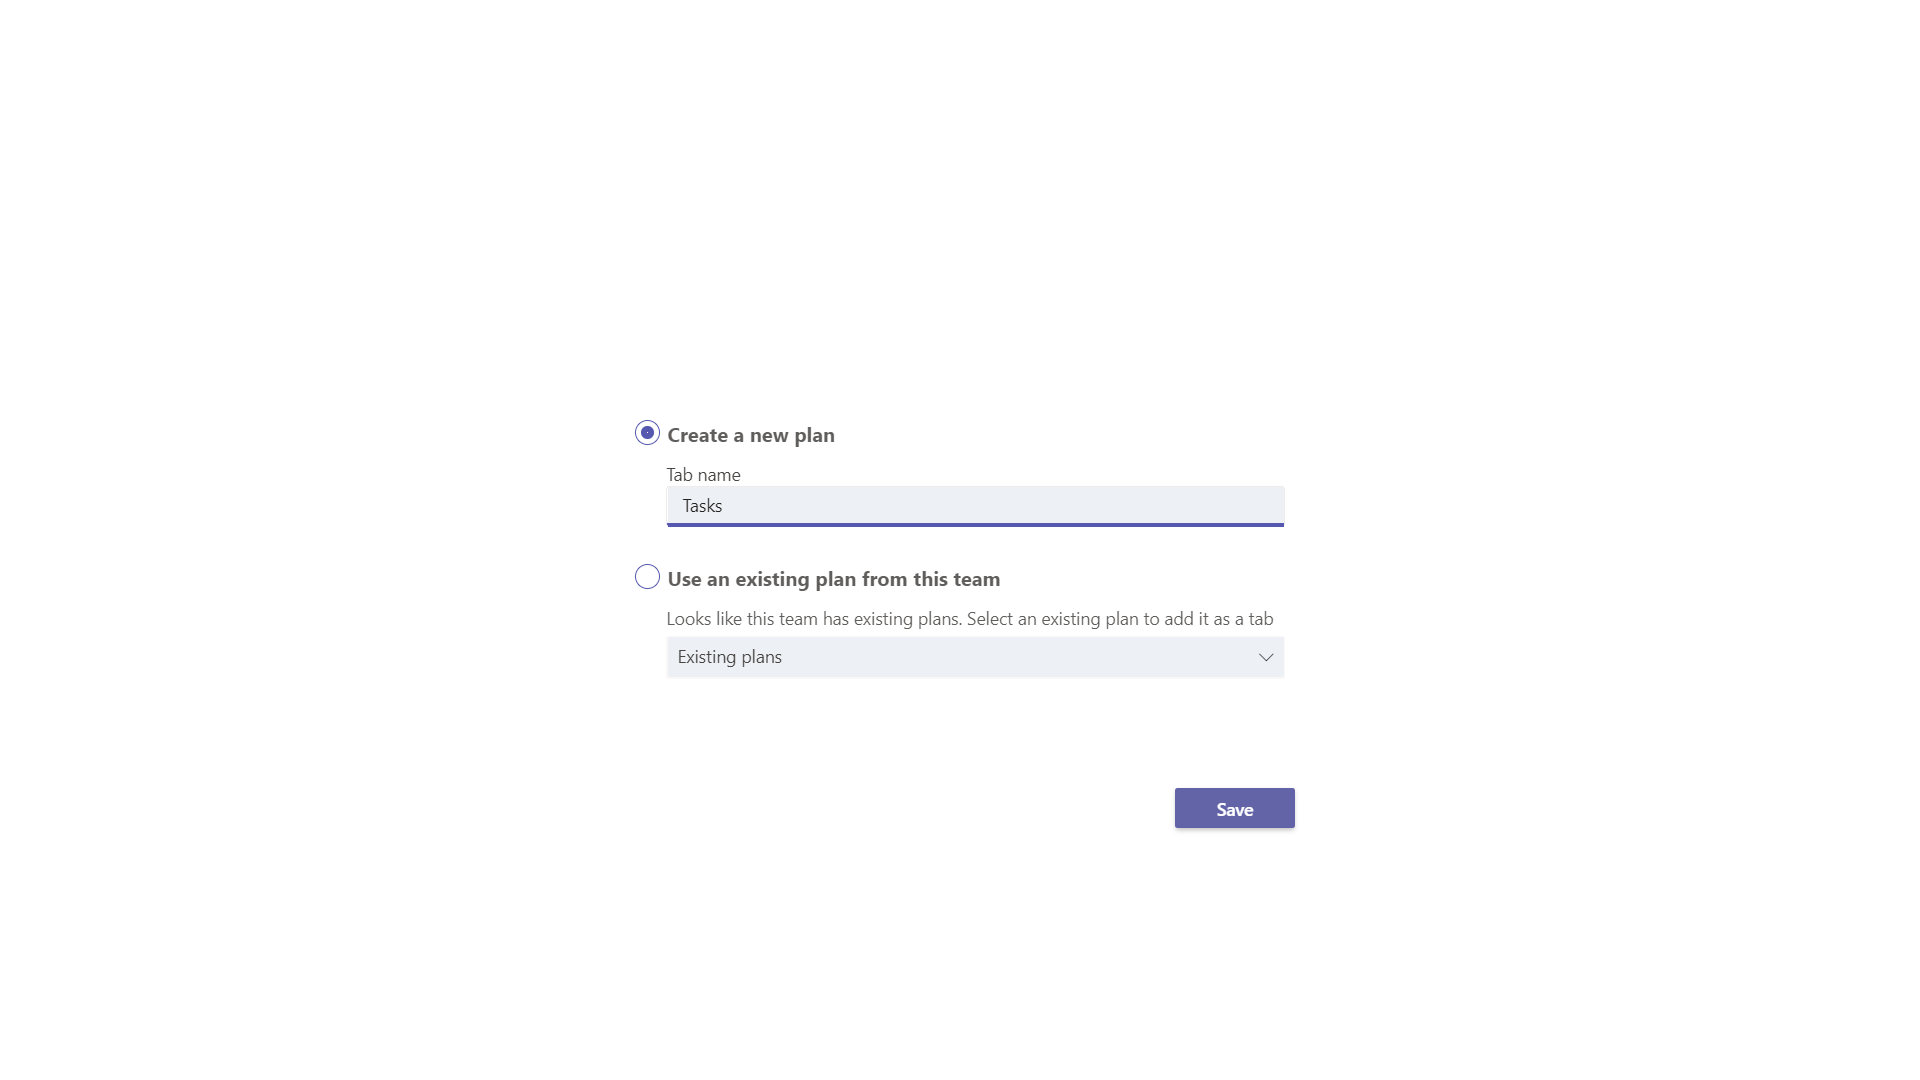 Create a new plan
Tab name
Tasks
Use an existing plan from this team
Looks like this team has existing plans. Select an existing plan to add it as a tab
Existing plans
Save